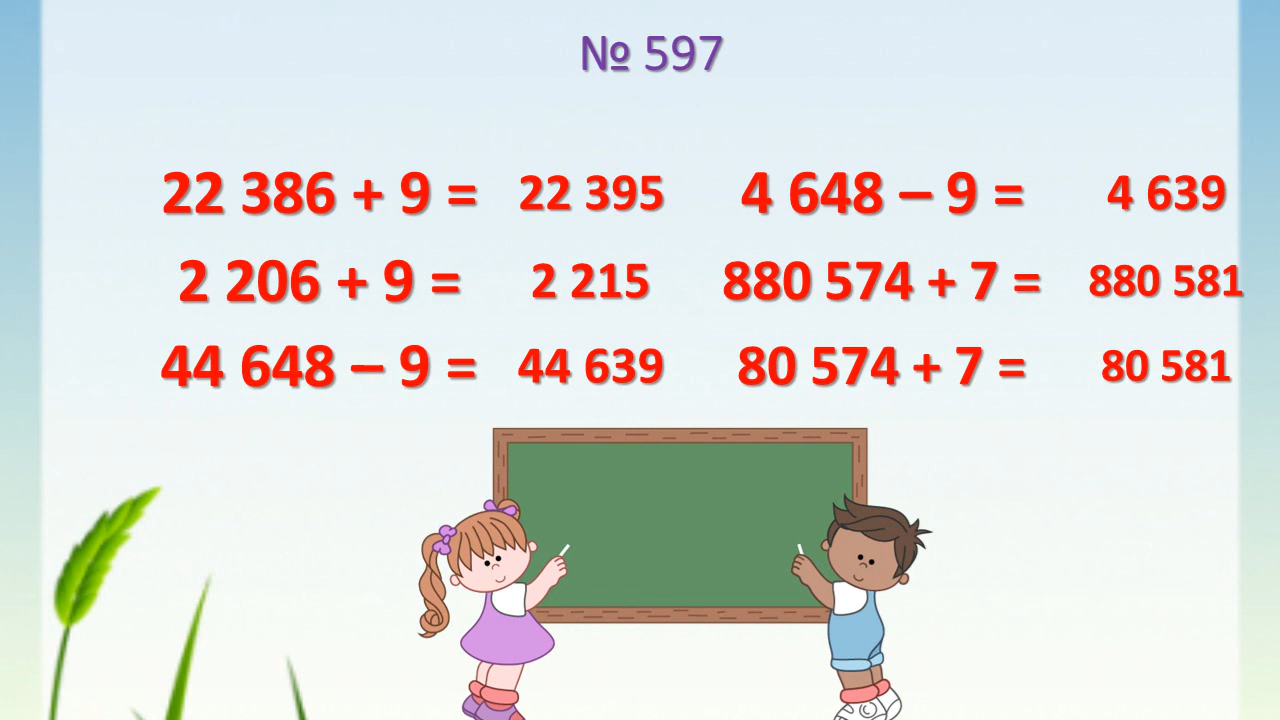 № 597
22 386 + 9 = 22 395 4 648 – 9 = 4 639
2 206 + 9 = 2 215 880 574 + 7 = 880 581
44 648 – 9 = 44 639 80 574 + 7 = 80 581